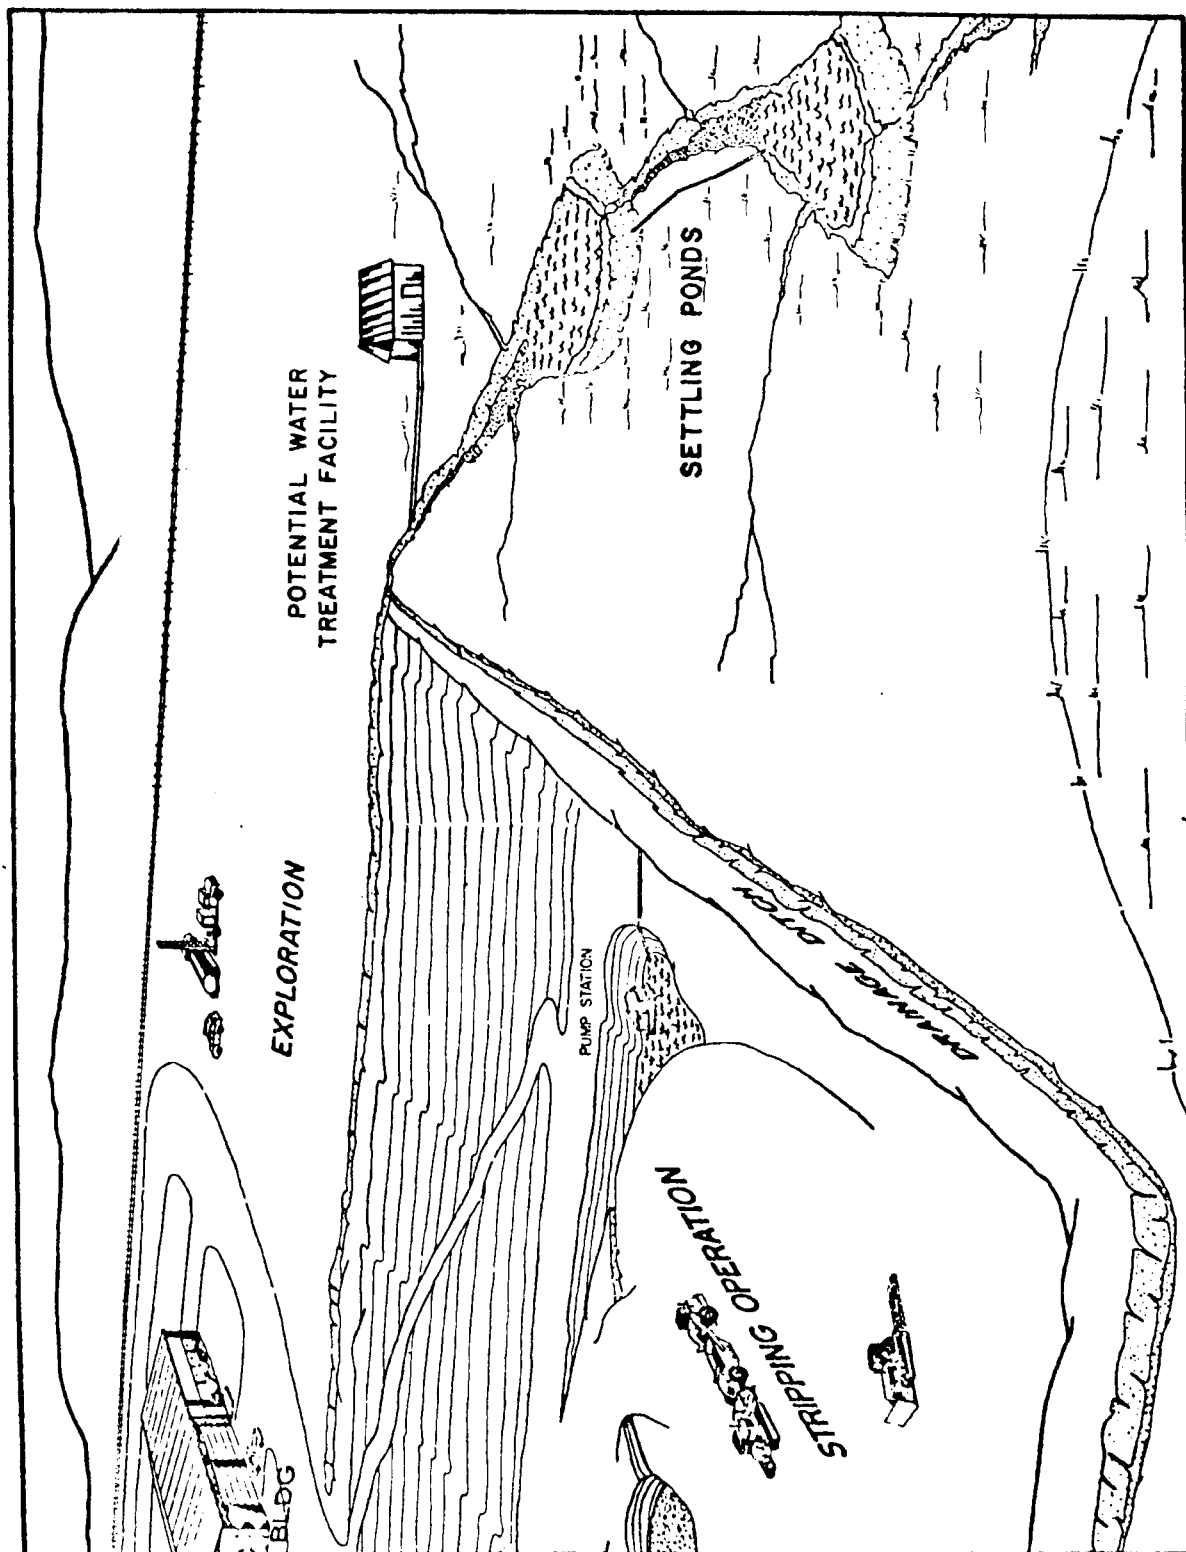 POTENTIAL WATER
TREATMENT FACILITY
SETTLING PONDS
EXPLORATION
PUMP STATION
DRAINAGE DITCH
STRIPPING OPERATION
BLDG